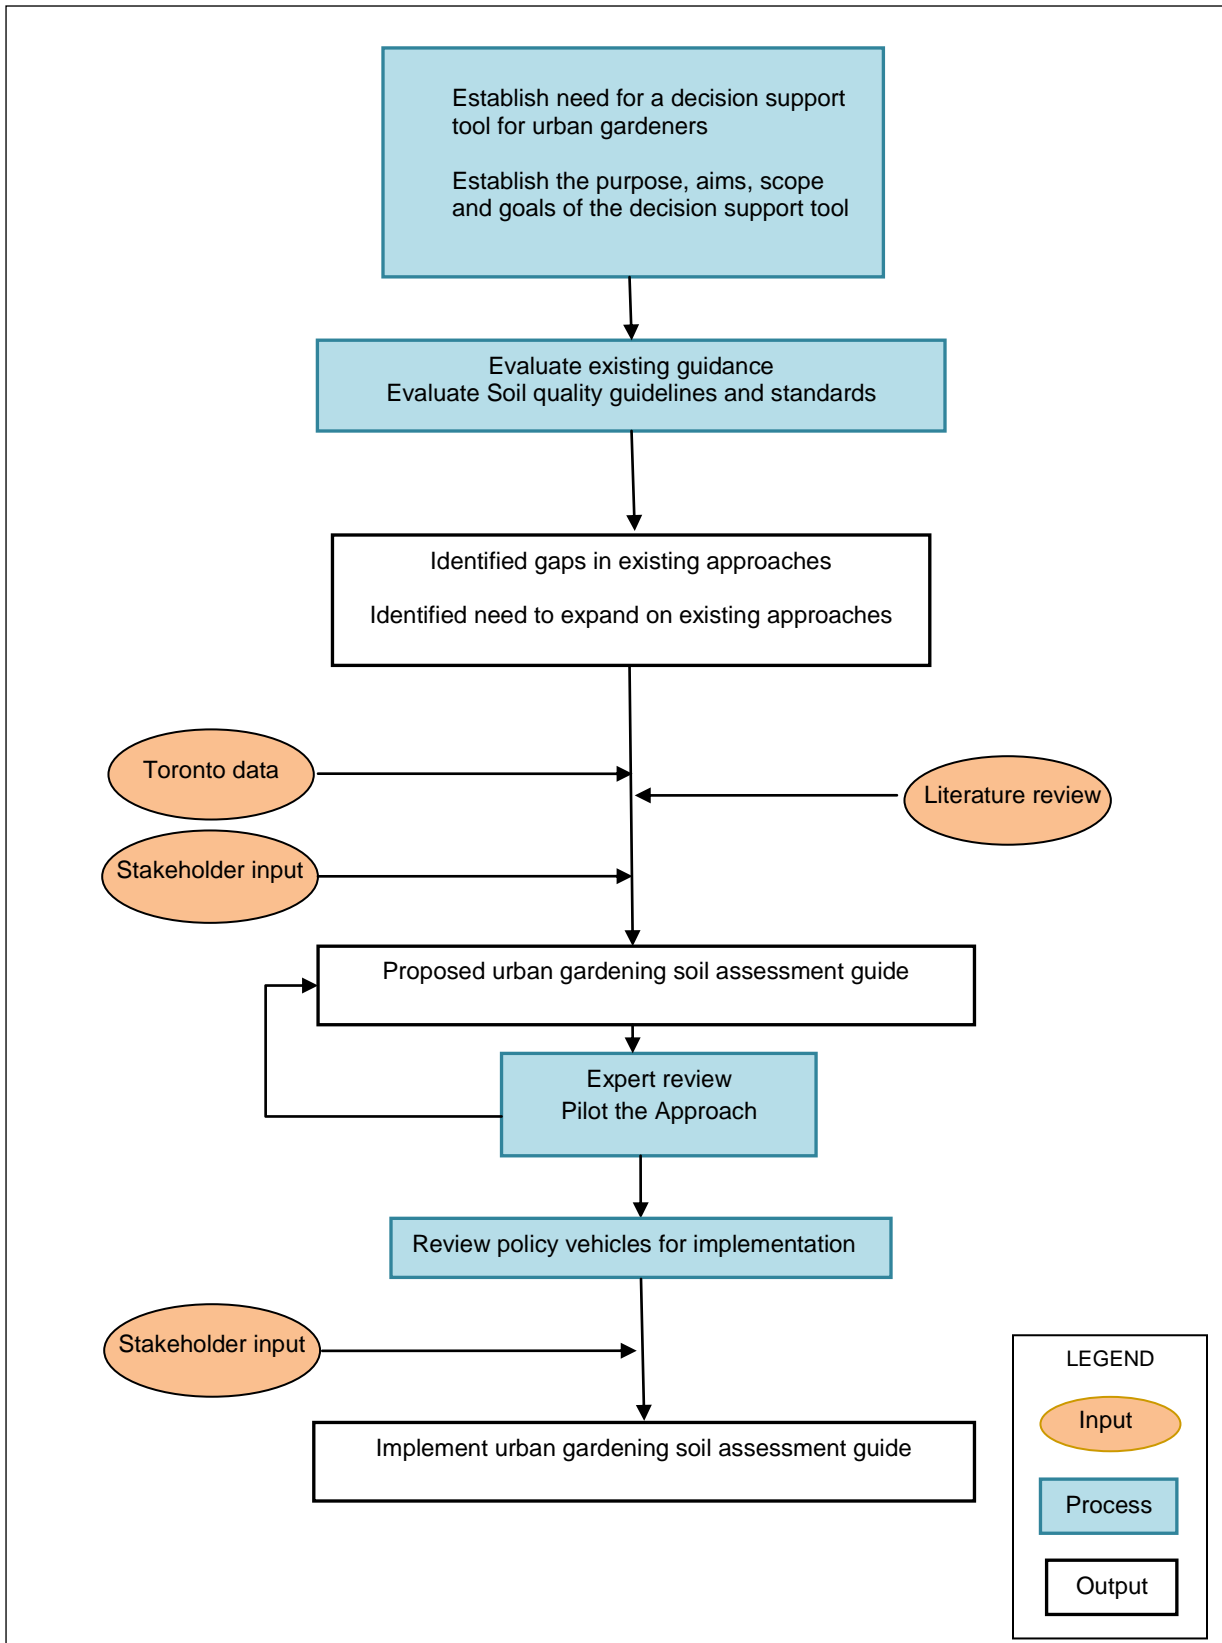 Establish need for a decision support
tool for urban gardeners
Establish the purpose, aims, scope
and goals of the decision support tool
Evaluate existing guidance
Evaluate Soil quality guidelines and standards
Identified gaps in existing approaches
Identified need to expand on existing approaches
Toronto data
Literature review
Stakeholder input
Proposed urban gardening soil assessment guide
Expert review
Pilot the Approach
Review policy vehicles for implementation
Stakeholder input
Implement urban gardening soil assessment guide
LEGEND
Input
Process
Output